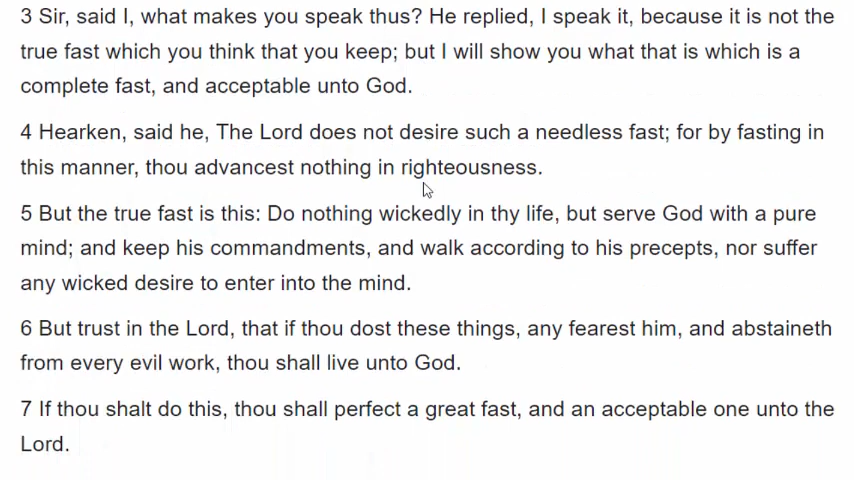 3 Sir, said I, what makes you speak thus? He replied, I speak it, because it is not the
true fast which you think that you keep; but I will show you what that is which is a
complete fast, and acceptable unto God.
4 Hearken, said he, The Lord does not desire such a needless fast; for by fasting in
this manner, thou advancest nothing in righteousness.
5 But the true fast is this: Do nothing wickedly in thy life, but serve God with a pure
mind; and keep his commandments, and walk according to his precepts, nor suffer
any wicked desire to enter into the mind.
6 But trust in the Lord, that if thou dost these things, any fearest him, and abstaineth
from every evil work, thou shall live unto God.
7 If thou shalt do this, thou shall perfect a great fast, and an acceptable one unto the
Lord.